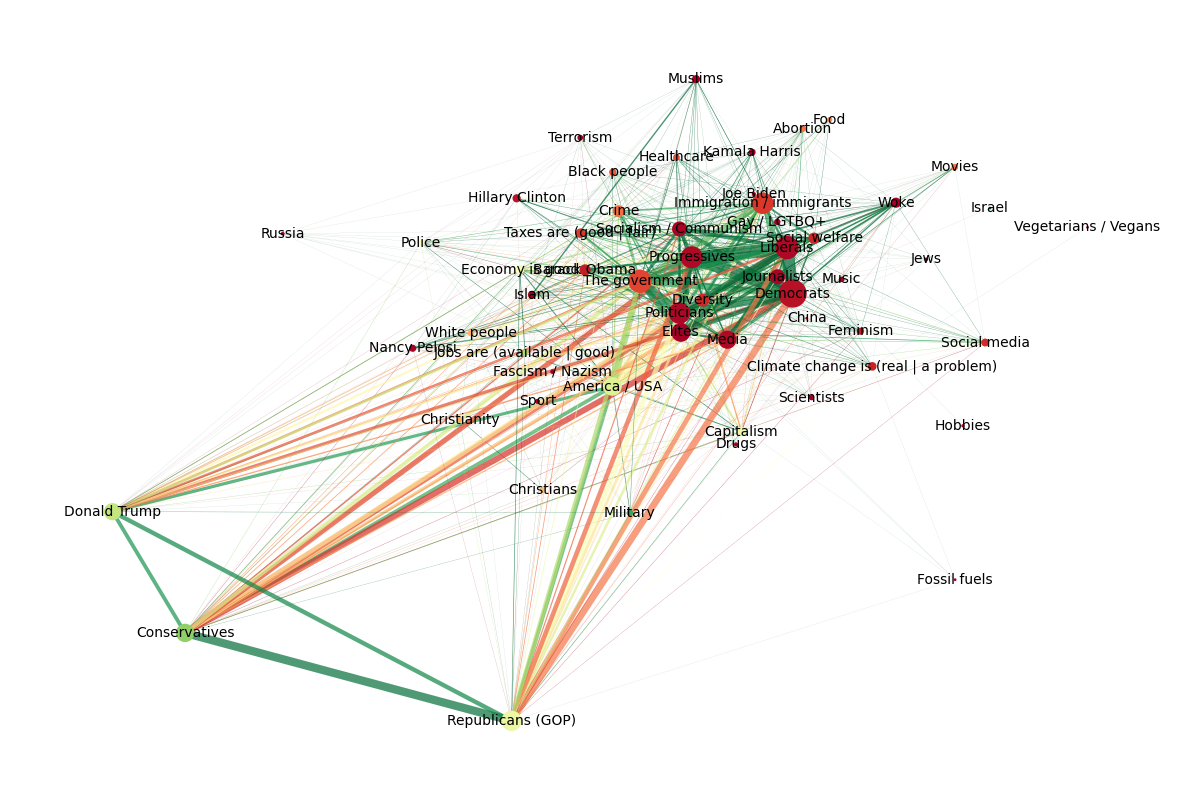 Muslims
Food
Abortion
Terrorism
Kamala Harris
Healthcare
Movies
Black people
Joe Biden
Hillary Clinton
Immigration / Immigrants
Woke
Israel
Crime
Gay / LGTBQ+
Vegetarians / Vegans
Socialism / Communism
Taxes are (good | fair)
Russia
Social welfare
Police
Liberals
Progressives
Jews
Economy is good
Barack Obama
Journalists
Music
The government
Islam
Democrats
Diversity
Politicians
China
Elites
Feminism
White people
Media
Social media
Nancy Pelosi
Jobs are (available | good)
Climate change is (real | a problem)
Fascism / Nazism
America / USA
Scientists
Sport
Christianity
Hobbies
Capitalism
Drugs
Christians
Donald Trump
Military
Fossil fuels
Conservatives
Republicans (GOP)